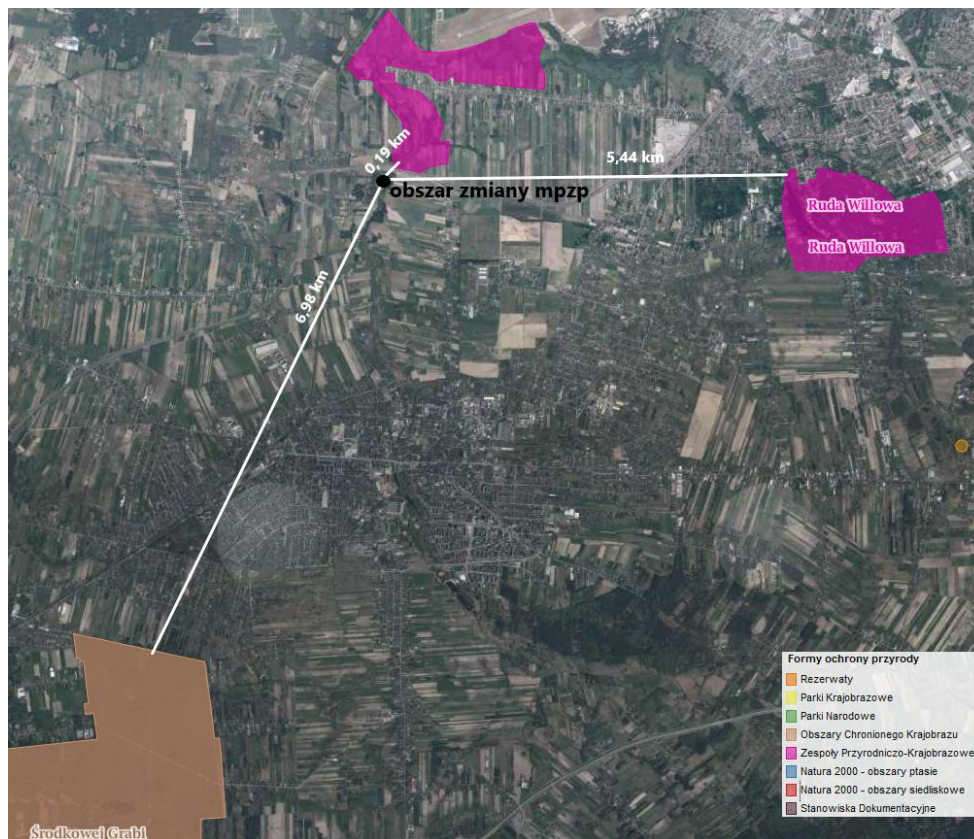 0,19 km
5,44 km
obszar zmiany mpzp
Ruda Willowa
Ruda Willowa
6,98 km
Formy ochrony przyrody
Rezerwaty
Parki Krajobrazowe
Parki Narodowe
Obszary Chronionego Krajobrazu
Zespoły Przyrodniczo-Krajobrazowe
Natura 2000 - obszary ptasie
Natura 2000 - obszary siedliskowe
Stanowiska Dokumentacyjne
Środkowej Grabi